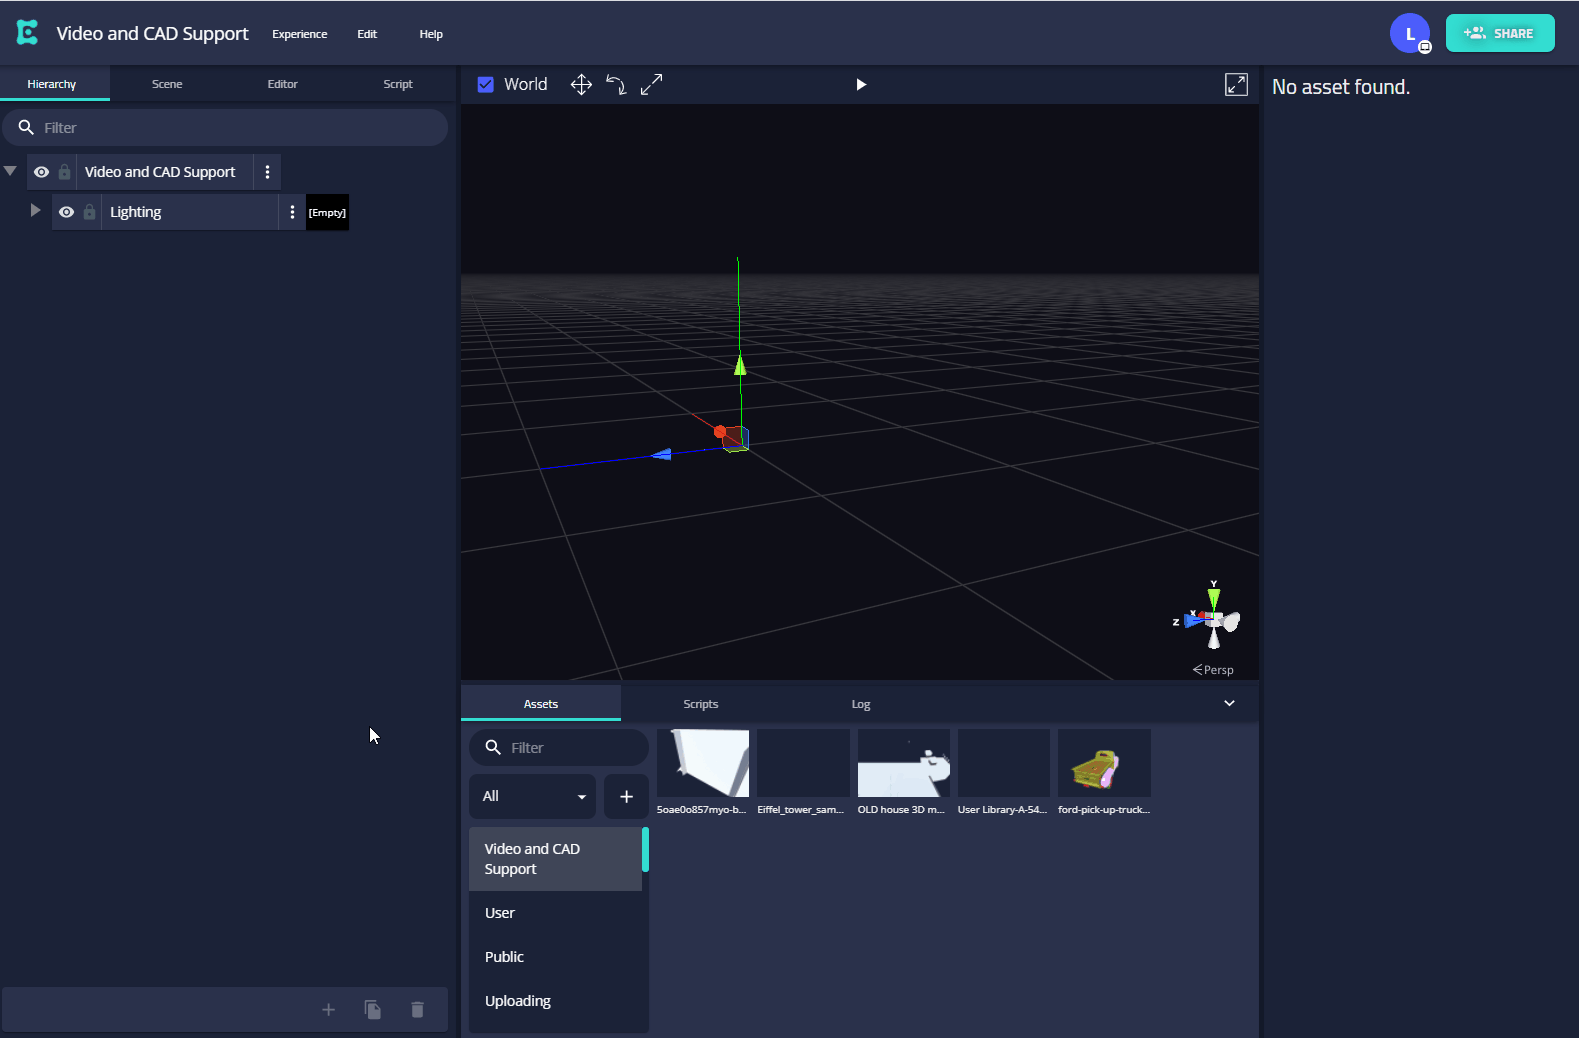 Video and CAD Support
Experience
Edit
Help
L
SHARE
Hierarchy
Scene
Editor
Script
World
No asset found.
Filter
Video and CAD Support
Lighting
[Empty]
Y
X
Z
Persp
Assets
Scripts
Log
Filter
All
5oae0o857myo-b...
Eiffel_tower_sam...
OLD house 3D m...
User Library-A-54...
ford-pick-up-truck...
Video and CAD
Support
User
Public
Uploading